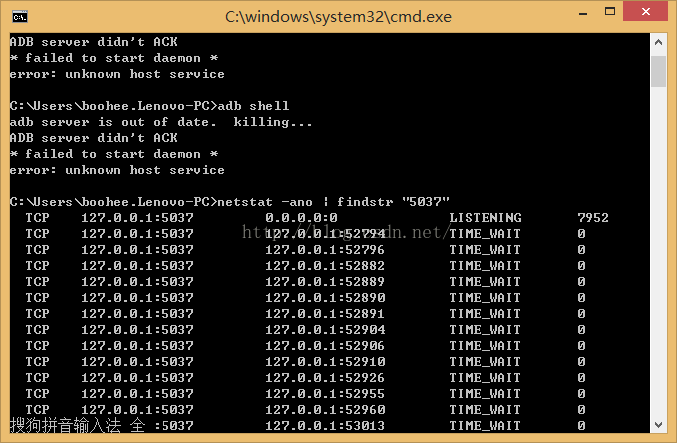 C:\windows\system32\cmd.exe
ADB server didn't ACK
* failed to start daemon *
error: unknown host service
C:\Users\boohee.Lenovo-PC>adb shell
adb server is out of date.  killing...
ADB server didn't ACK
* failed to start daemon *
error: unknown host service
C:\Users\boohee.Lenovo-PC>netstat -ano | findstr "5037"
TCP    127.0.0.1:5037    0.0.0.0:0    LISTENING    7952
TCP    127.0.0.1:5037    127.0.0.1:52794    TIME_WAIT    0
http://blog.csdn.net/
TCP    127.0.0.1:5037    127.0.0.1:52796    TIME_WAIT    0
TCP    127.0.0.1:5037    127.0.0.1:52882    TIME_WAIT    0
TCP    127.0.0.1:5037    127.0.0.1:52889    TIME_WAIT    0
TCP    127.0.0.1:5037    127.0.0.1:52890    TIME_WAIT    0
TCP    127.0.0.1:5037    127.0.0.1:52891    TIME_WAIT    0
TCP    127.0.0.1:5037    127.0.0.1:52904    TIME_WAIT    0
TCP    127.0.0.1:5037    127.0.0.1:52906    TIME_WAIT    0
TCP    127.0.0.1:5037    127.0.0.1:52910    TIME_WAIT    0
TCP    127.0.0.1:5037    127.0.0.1:52926    TIME_WAIT    0
TCP    127.0.0.1:5037    127.0.0.1:52955    TIME_WAIT    0
TCP    127.0.0.1:5037    127.0.0.1:52960    TIME_WAIT    0
搜狗拼音输入法 全 :5037    127.0.0.1:53013    TIME_WAIT    0